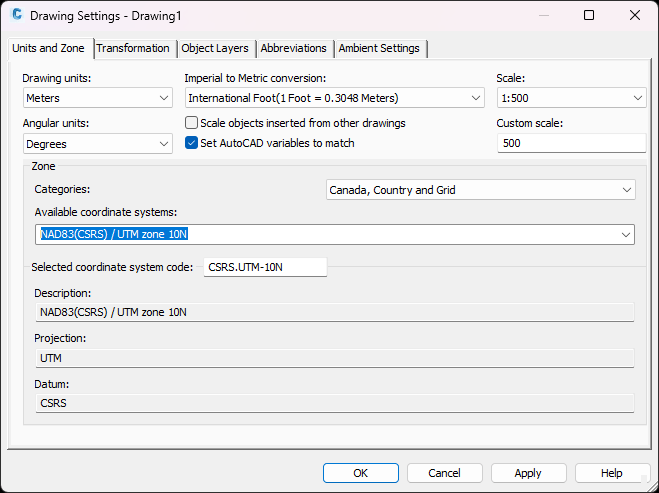 Drawing Settings - Drawing1
Units and Zone Transformation Object Layers Abbreviations Ambient Settings
Drawing units: Imperial to Metric conversion: Scale:
Meters International Foot(1 Foot = 0.3048 Meters) 1:500
Angular units: Scale objects inserted from other drawings Custom scale:
Degrees Set AutoCAD variables to match 500
Zone
Categories: Canada, Country and Grid
Available coordinate systems:
NAD83(CSRS) / UTM zone 10N
Selected coordinate system code: CSRS.UTM-10N
Description:
NAD83(CSRS) / UTM zone 10N
Projection:
UTM
Datum:
CSRS
OK Cancel Apply Help